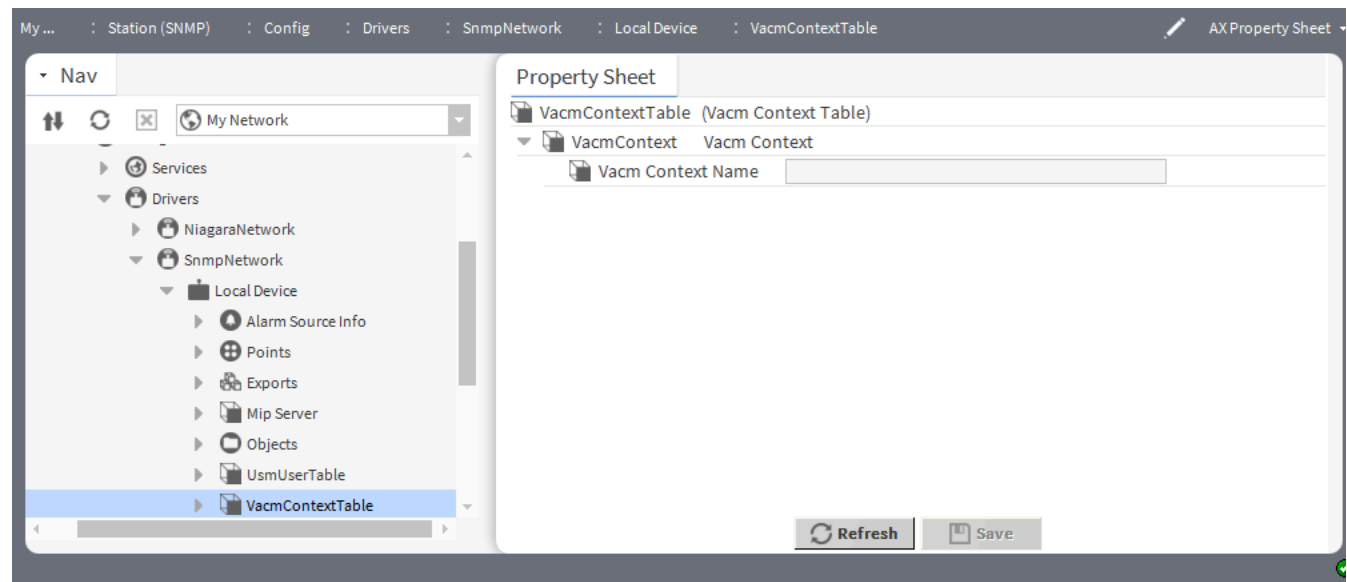 My ... : Station (SNMP) : Config : Drivers : SnmpNetwork : Local Device : VacmContextTable AX Property Sheet
Nav
My Network
Services
Drivers
NiagaraNetwork
SnmpNetwork
Local Device
Alarm Source Info
Points
Exports
Mip Server
Objects
UsmUserTable
VacmContextTable
Property Sheet
VacmContextTable (Vacm Context Table)
VacmContext Vacm Context
Vacm Context Name
Refresh Save